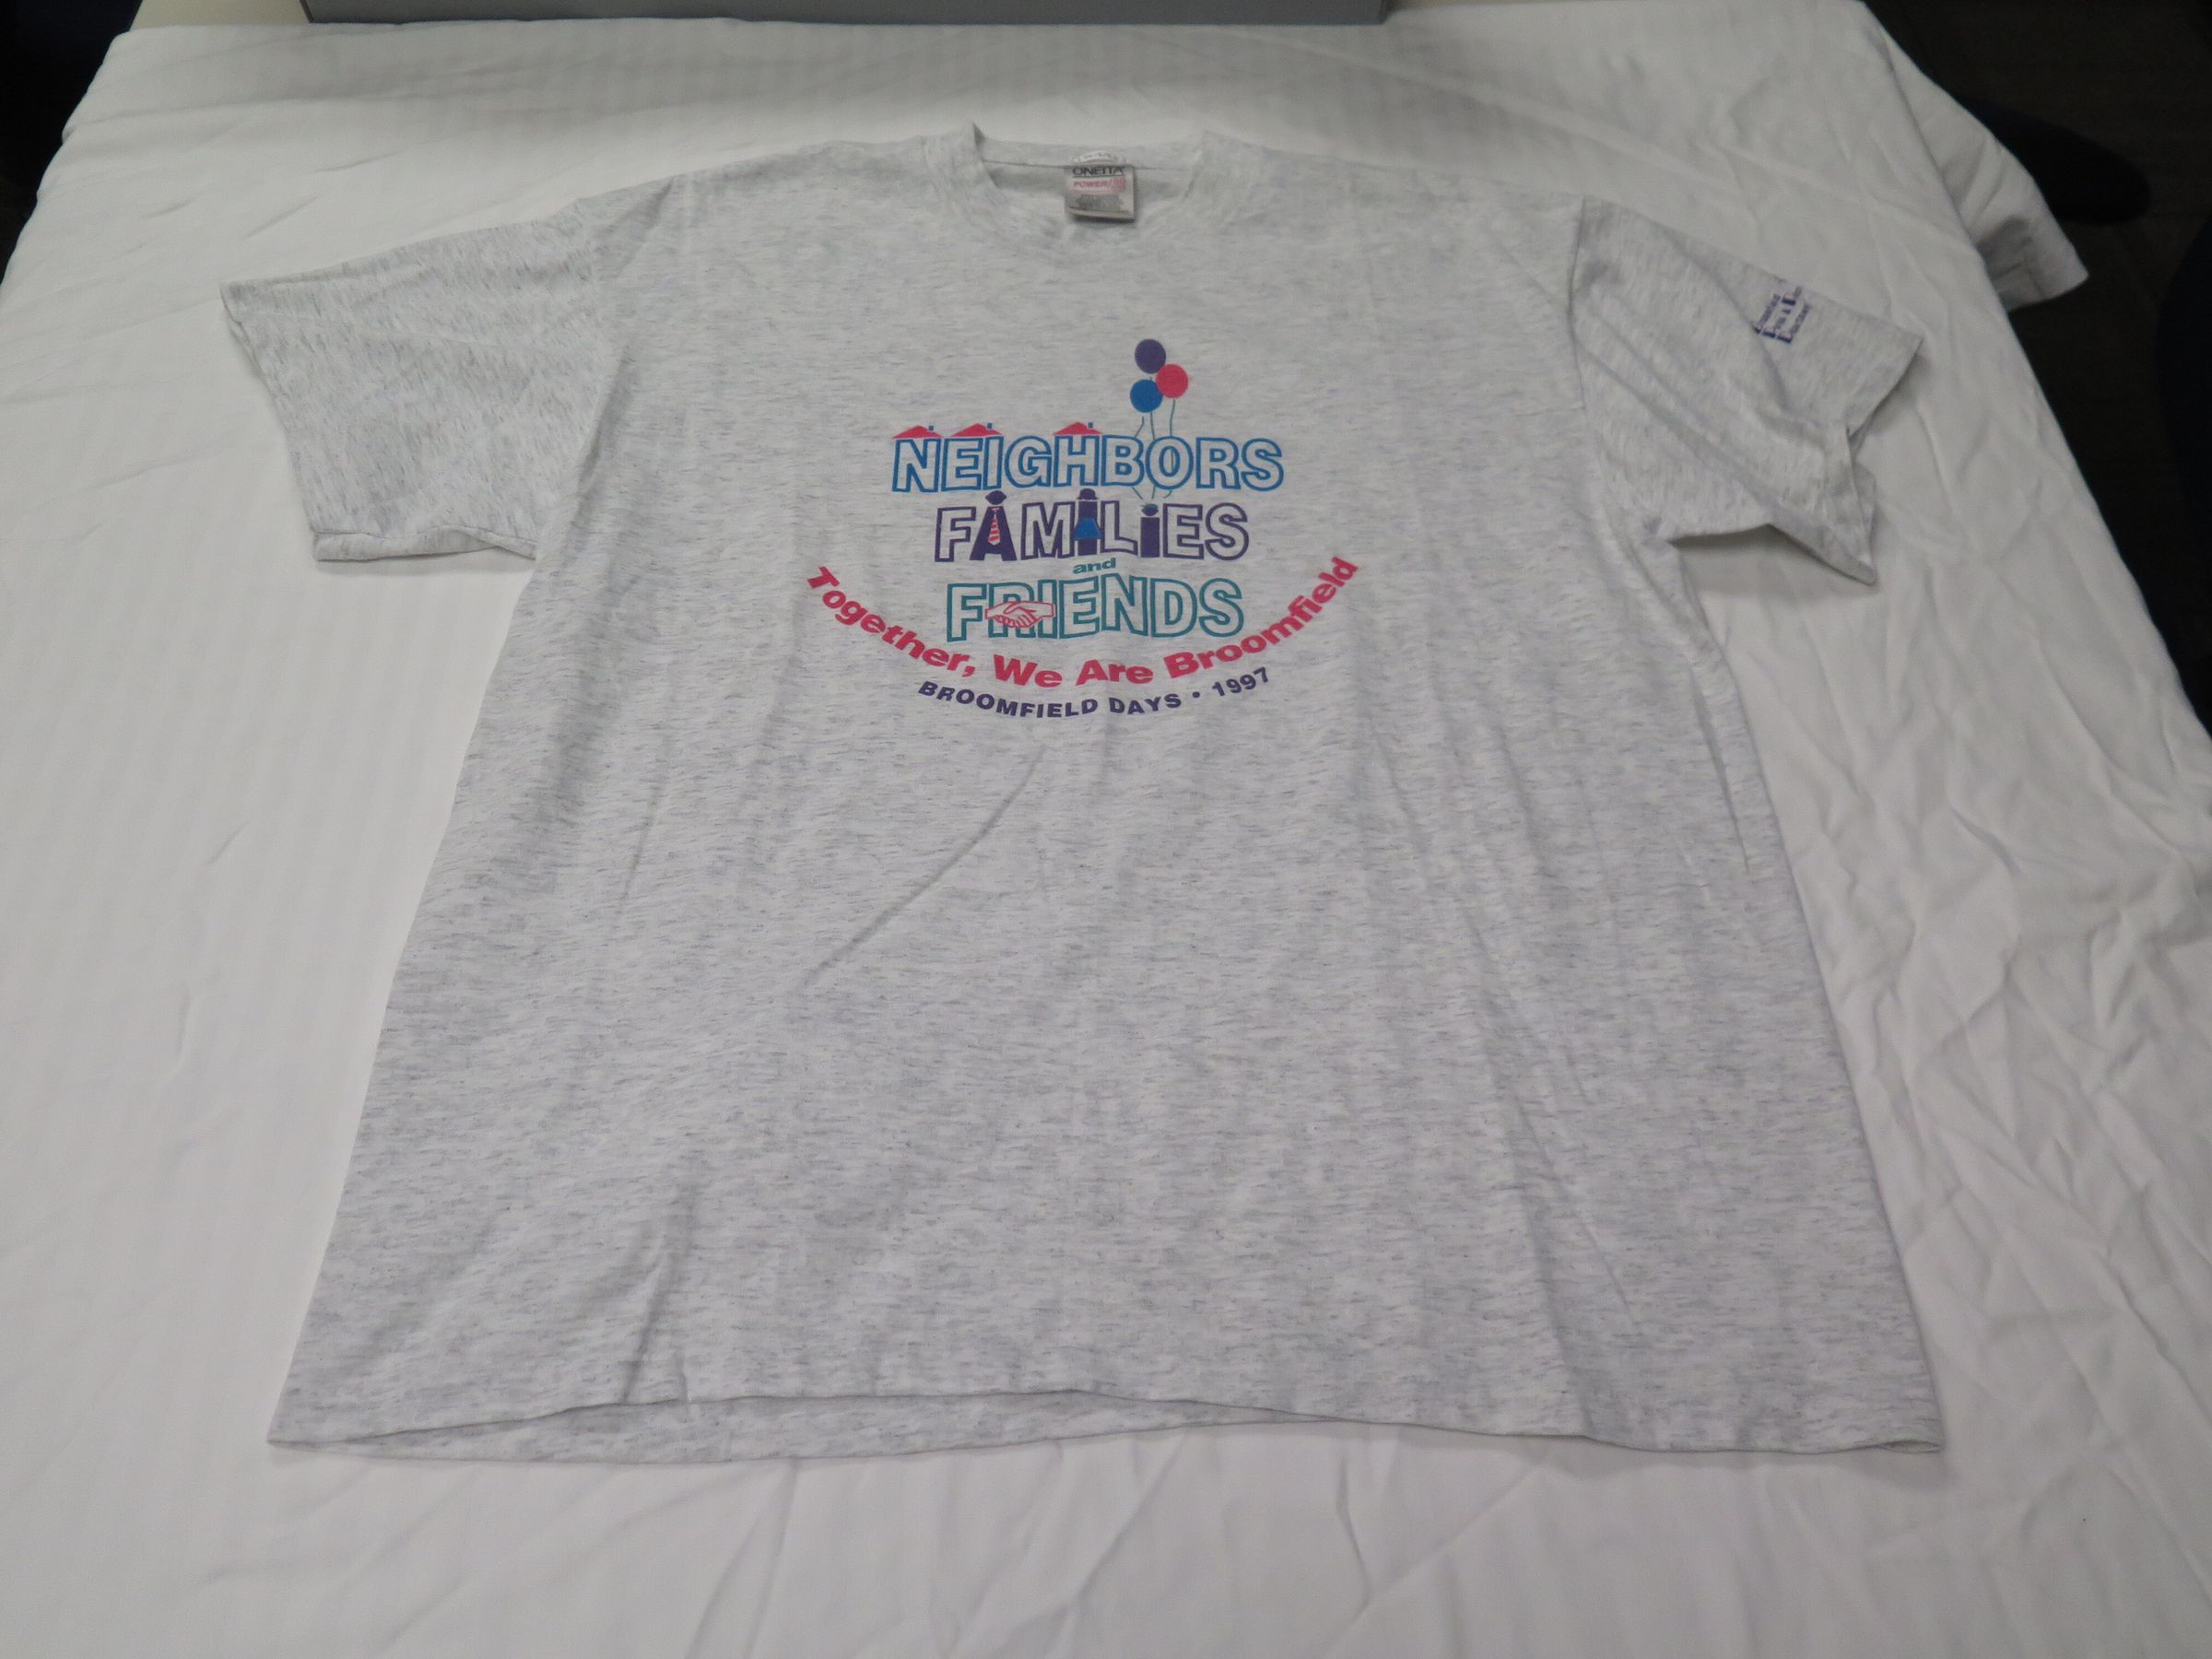 ONEITA
POWER
NEIGHBORS
FAMILIES
and
FRIENDS
Together, We Are Broomfield
BROOMFIELD DAYS • 1997